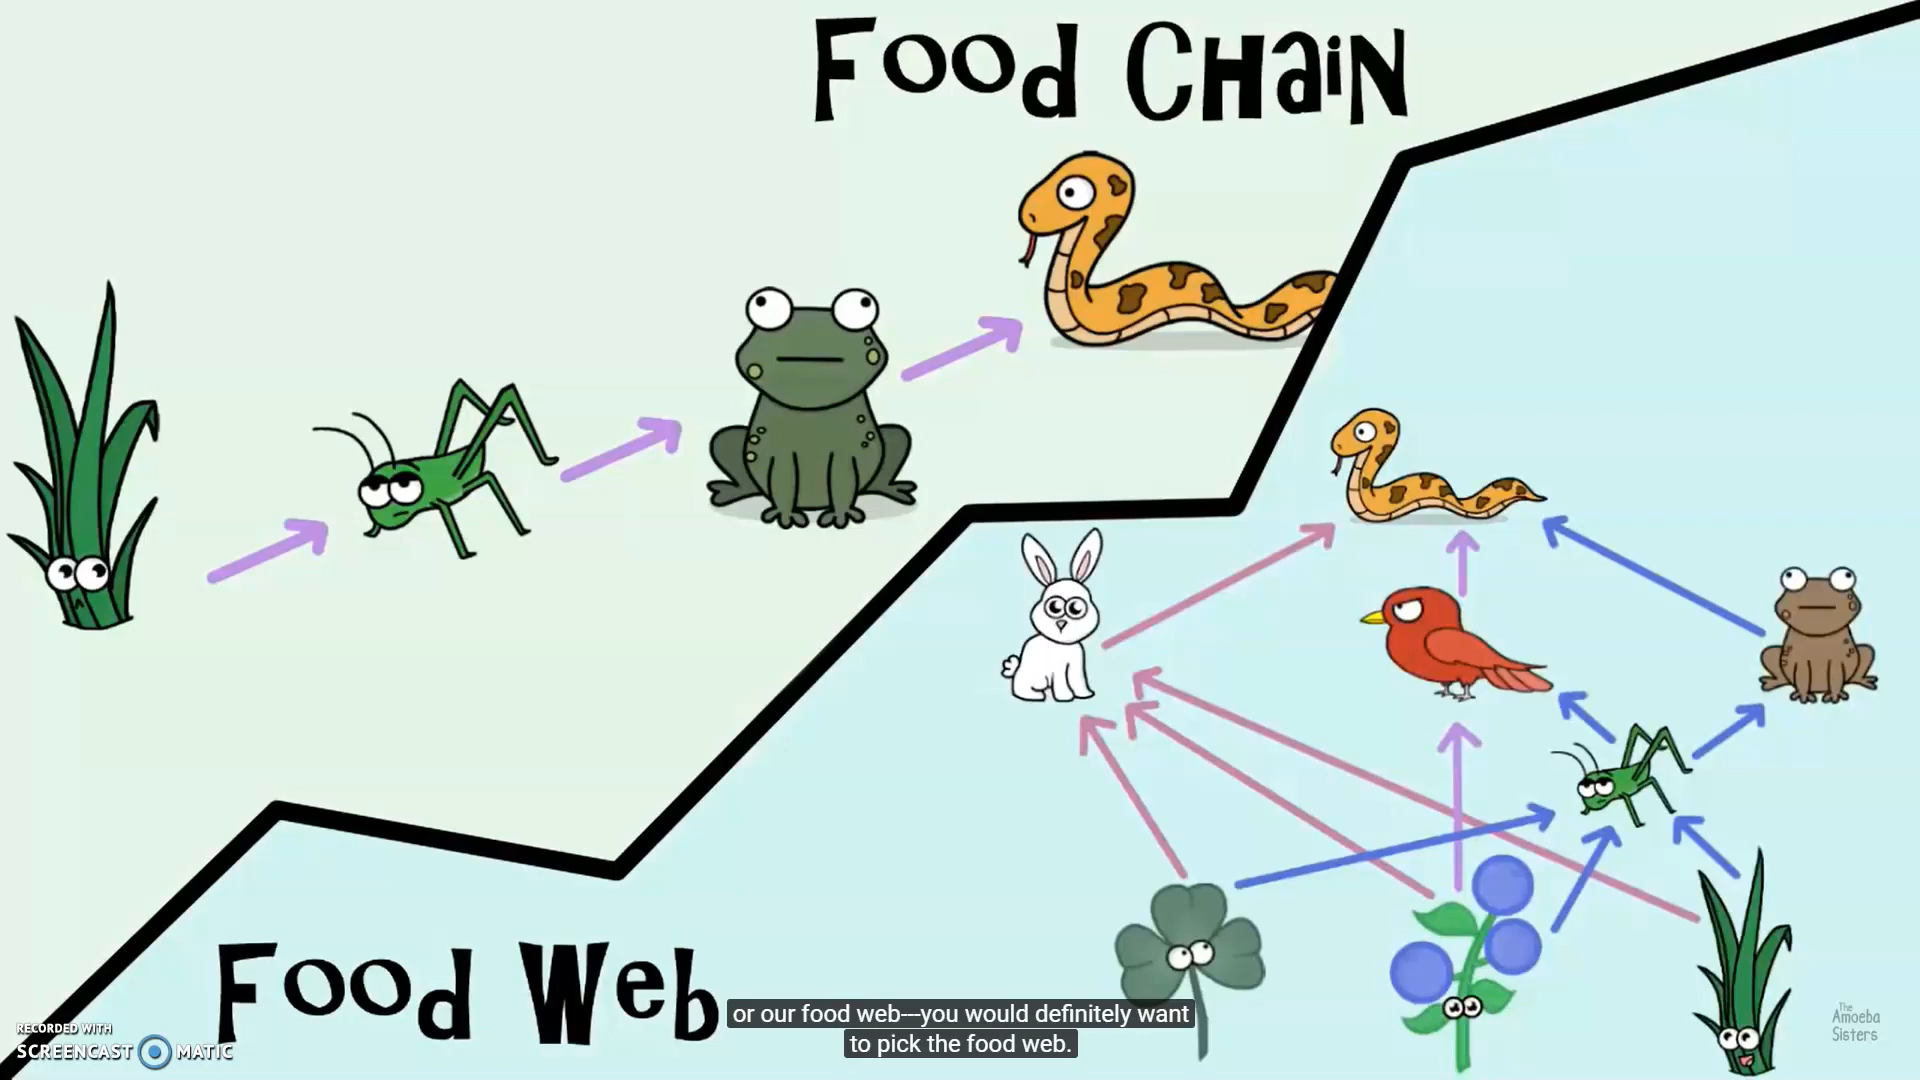 Food Chain
Food Web
or our food web---you would definitely want
to pick the food web.
RECORDED WITH
SCREENCAST MATIC
The
Amoeba
Sisters